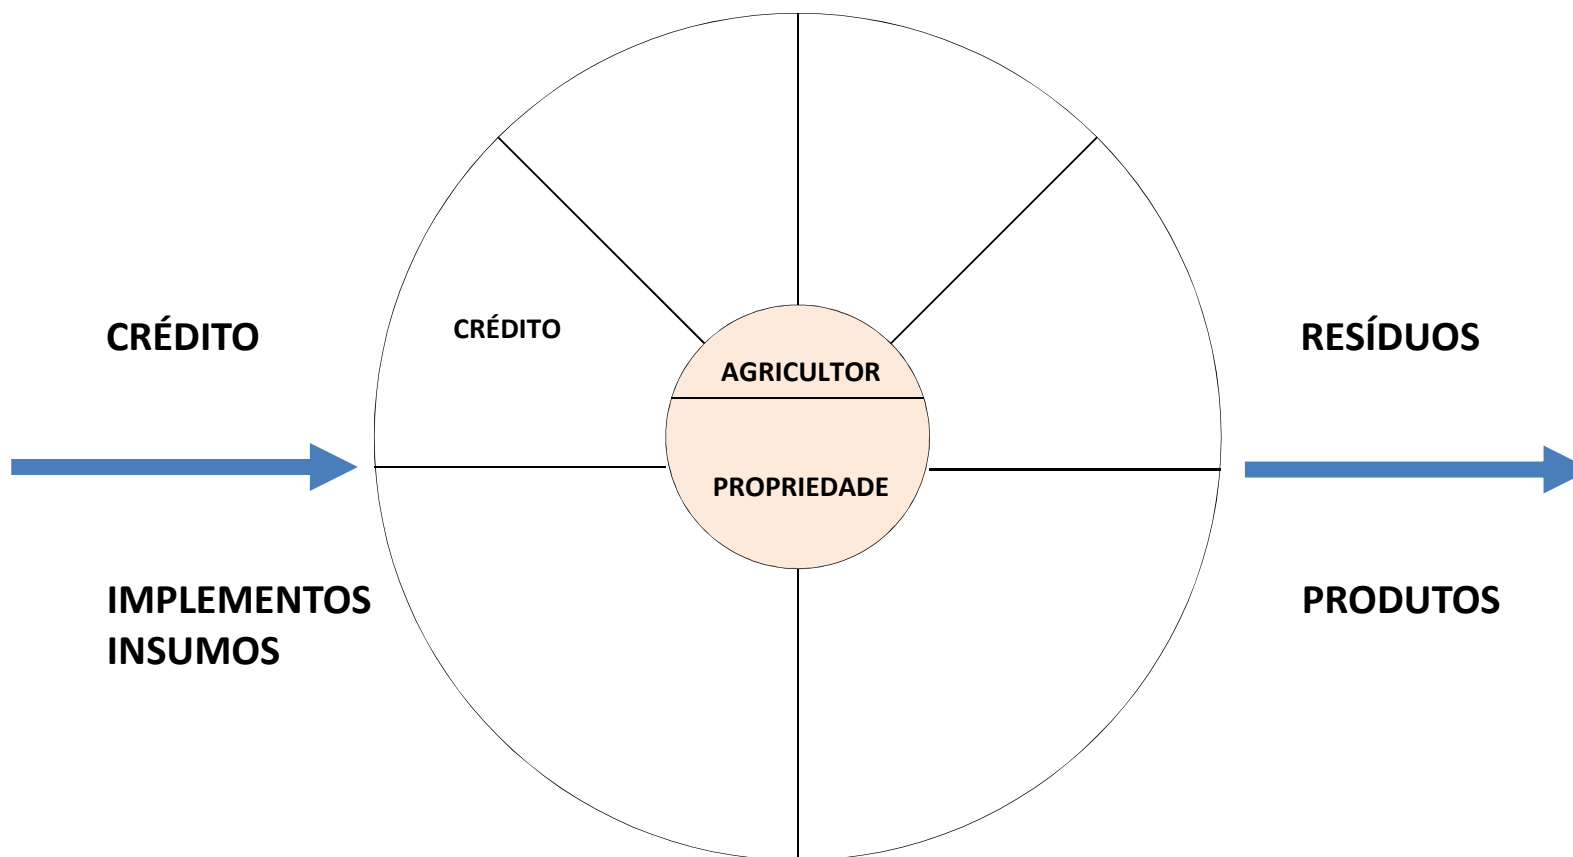 CRÉDITO
IMPLEMENTOS
INSUMOS
CRÉDITO
AGRICULTOR
PROPRIEDADE
RESÍDUOS
PRODUTOS